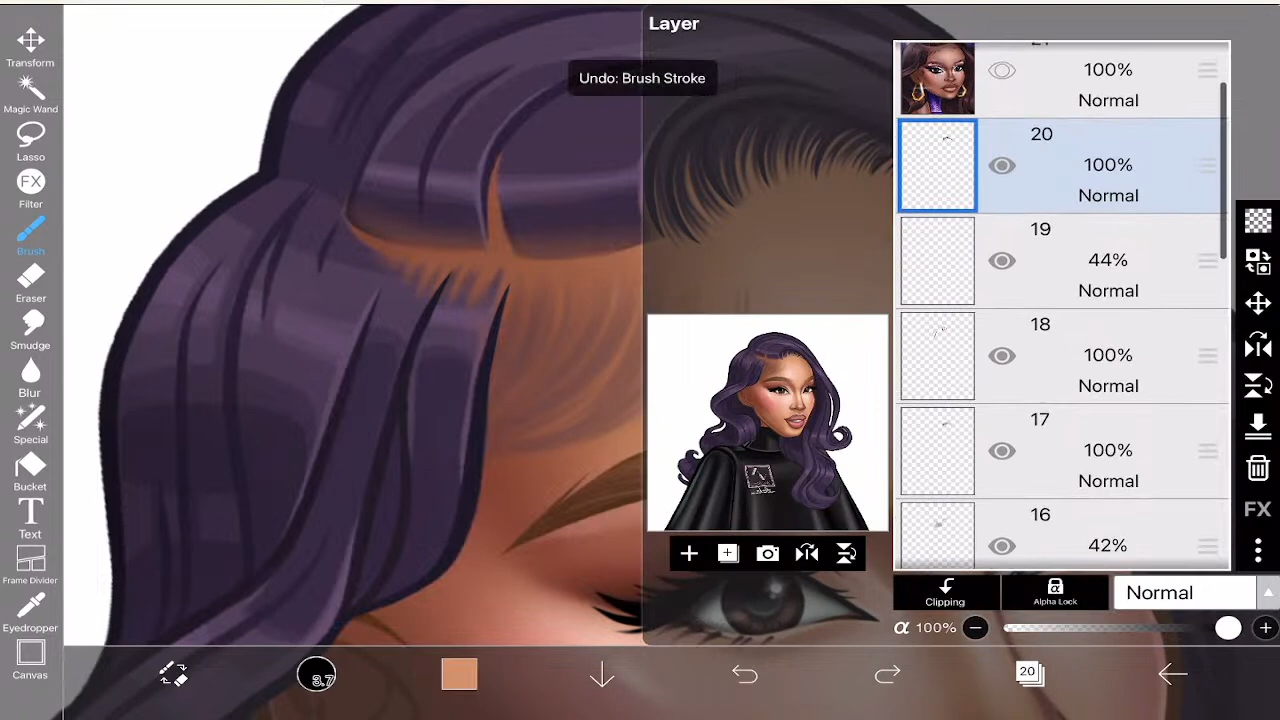 Transform
Magic Wand
Lasso
FX
Filter
Brush
Eraser
Smudge
Blur
Special
Bucket
T
Text
Frame Divider
Eyedropper
Canvas
Layer
Undo: Brush Stroke
100%
Normal
20
100%
Normal
19
44%
Normal
18
100%
Normal
17
100%
Normal
16
42%
Clipping
α
Alpha Lock
Normal
α 100%
FX
3.7
20